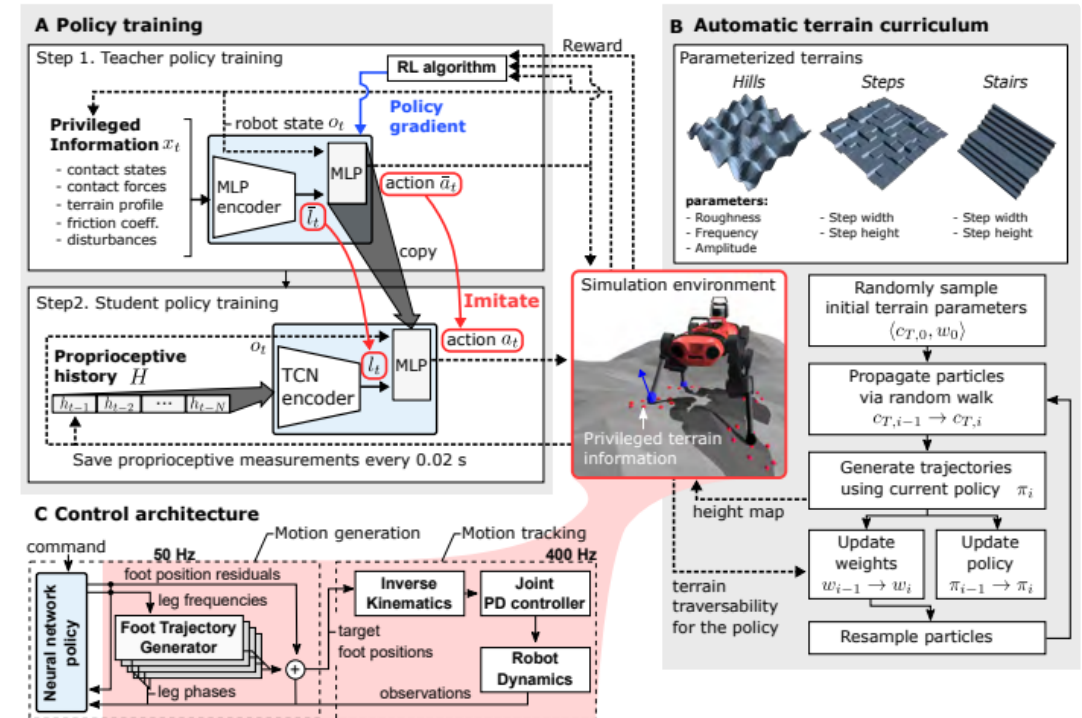 A Policy training
Step 1. Teacher policy training
RL algorithm
Reward
Policy
gradient
robot state o_t
Privileged
Information x_t
- contact states
- contact forces
- terrain profile
- friction coeff.
- disturbances
MLP
encoder
l̄_t
MLP
action ā_t
copy
Step2. Student policy training
Imitate
action a_t
o_t
Proprioceptive
history H
h_{t-1} h_{t-2} ⋯ h_{t-N}
TCN
encoder
l_t
MLP
Save proprioceptive measurements every 0.02 s
Simulation environment
Privileged terrain
information
B Automatic terrain curriculum
Parameterized terrains
Hills
Steps
Stairs
parameters:
- Roughness
- Frequency
- Amplitude
- Step width
- Step height
- Step width
- Step height
Randomly sample
initial terrain parameters
⟨c_{T,0}, w_0⟩
Propagate particles
via random walk
c_{T,i-1} → c_{T,i}
Generate trajectories
using current policy π_i
height map
Update
weights
w_{i-1} → w_i
Update
policy
π_{i-1} → π_i
terrain
traversability
for the policy
Resample particles
C Control architecture
Motion generation
Motion tracking
command
50 Hz
400 Hz
Neural network
policy
foot position residuals
leg frequencies
Foot Trajectory
Generator
leg phases
+
Inverse
Kinematics
Joint
PD controller
target
foot positions
Robot
Dynamics
observations